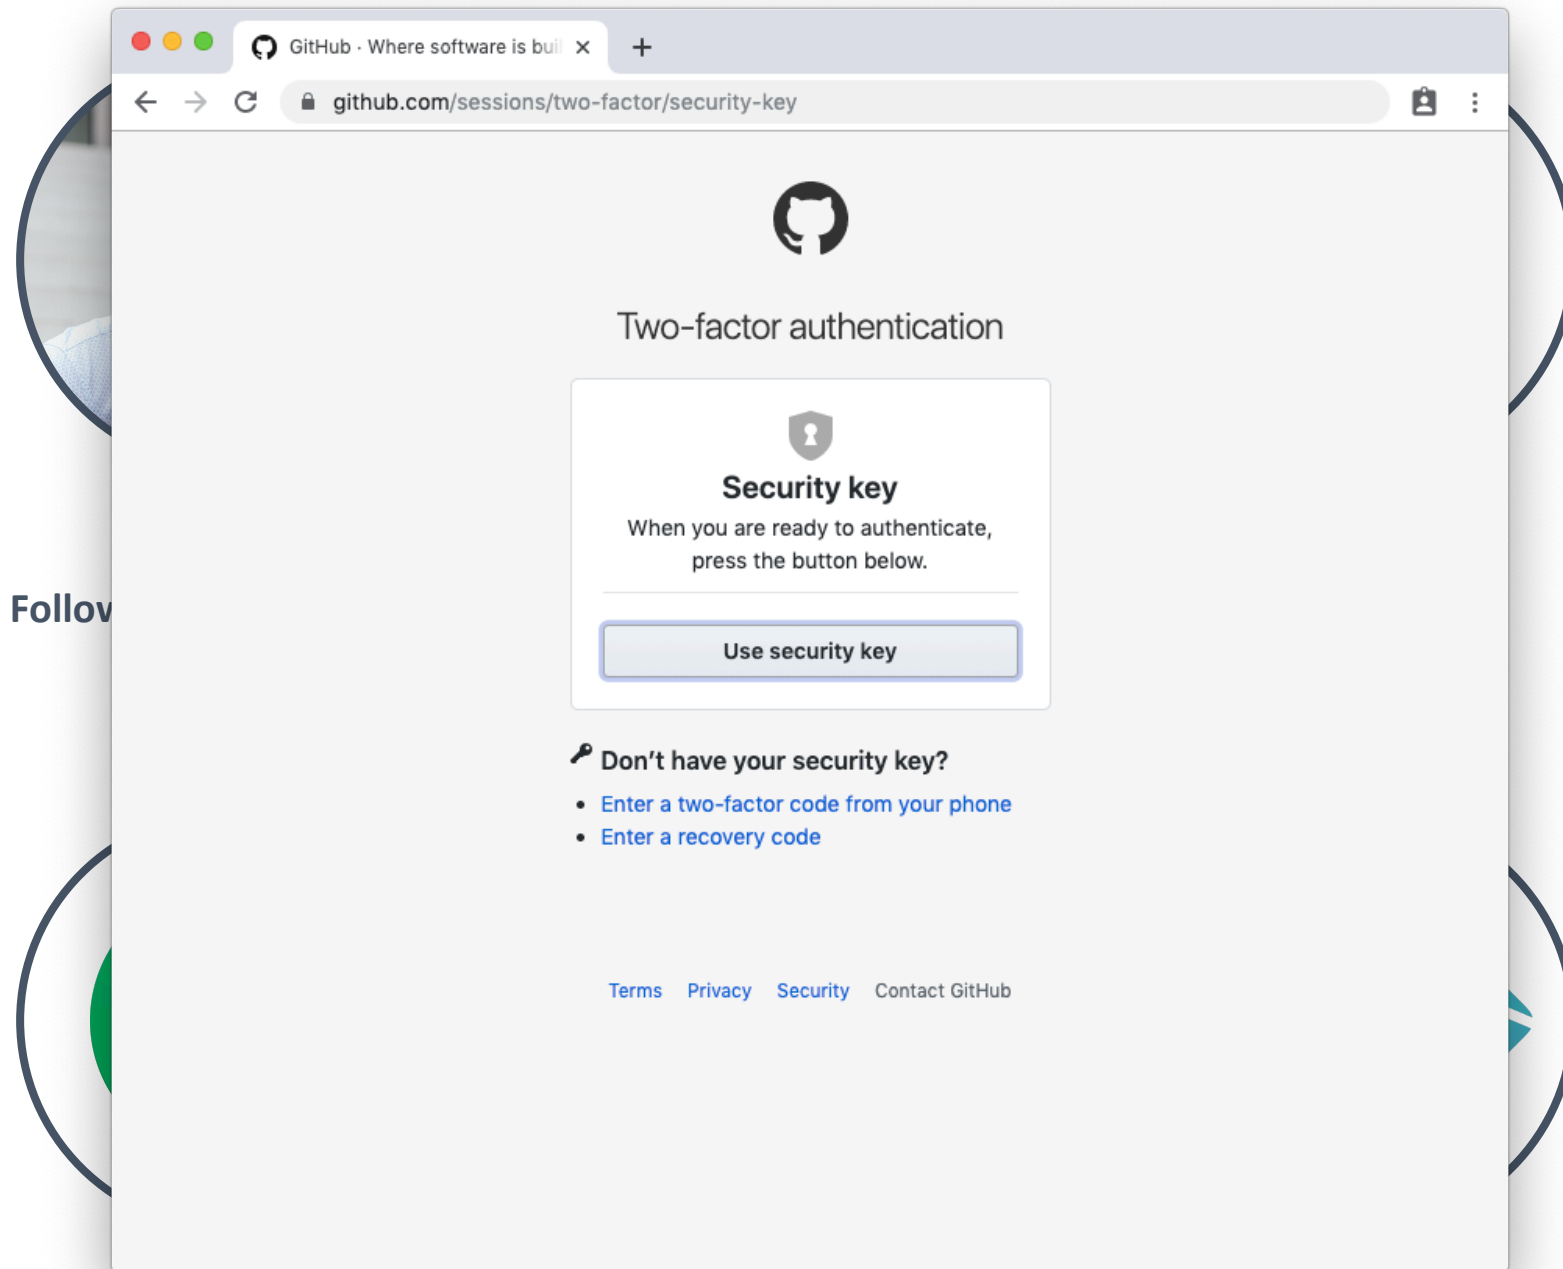 GitHub · Where software is bui
github.com/sessions/two-factor/security-key
Two-factor authentication
Security key
When you are ready to authenticate,
press the button below.
Use security key
Don’t have your security key?
Enter a two-factor code from your phone
Enter a recovery code
Terms Privacy Security Contact GitHub